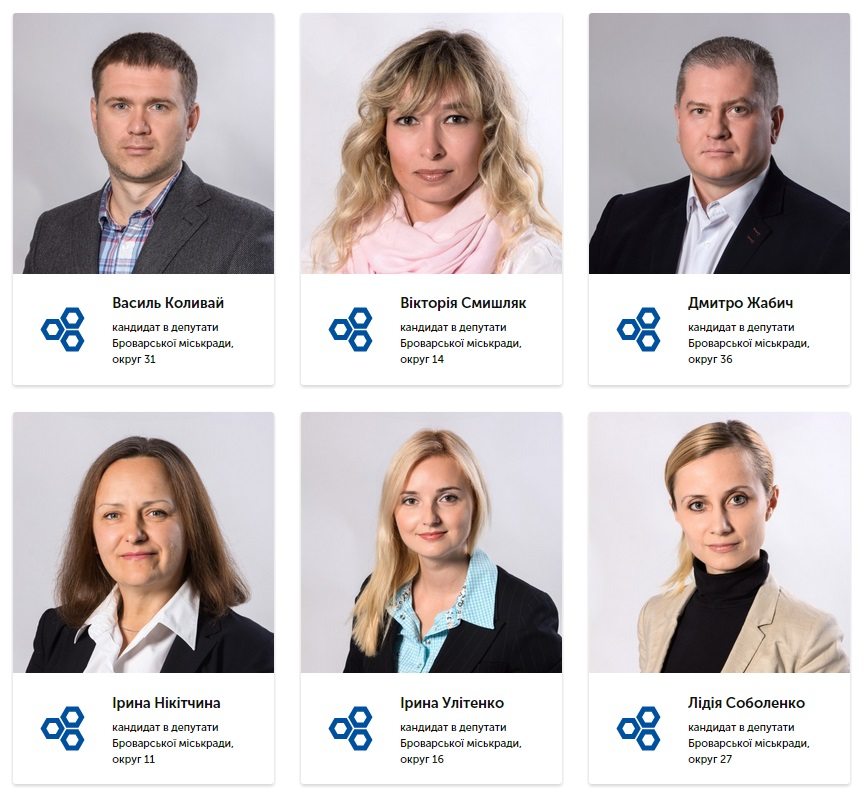 Василь Коливай
кандидат в депутати
Броварської міськради,
округ 31
Вікторія Смишляк
кандидат в депутати
Броварської міськради,
округ 14
Дмитро Жабич
кандидат в депутати
Броварської міськради,
округ 36
Ірина Нікітчина
кандидат в депутати
Броварської міськради,
округ 11
Ірина Улітенко
кандидат в депутати
Броварської міськради,
округ 16
Лідія Соболенко
кандидат в депутати
Броварської міськради,
округ 27